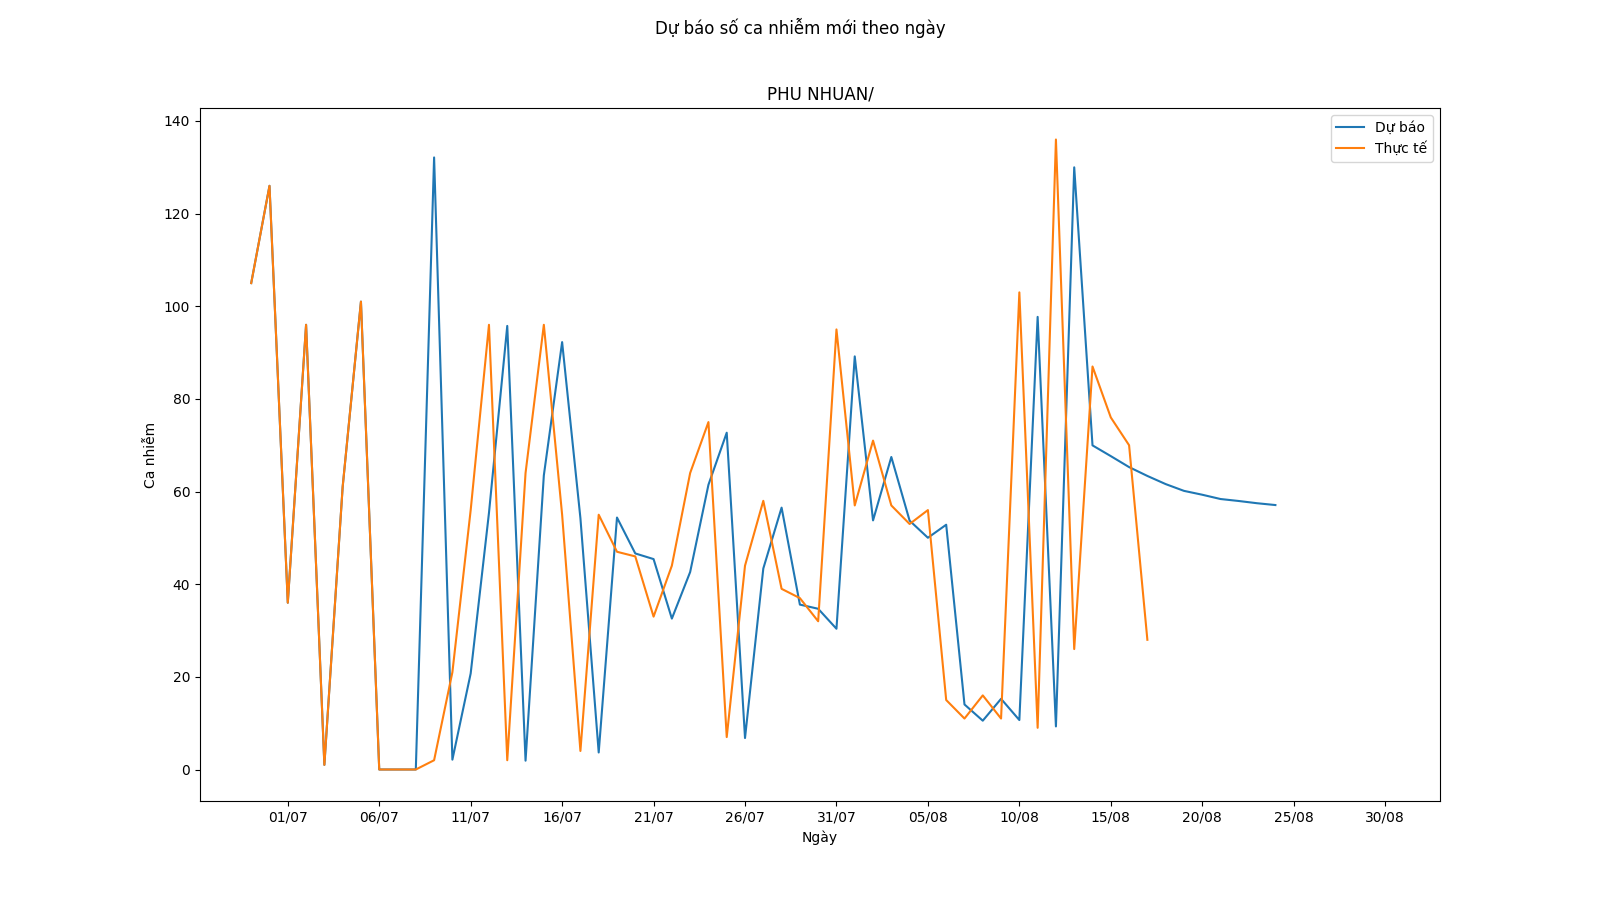 Dự báo số ca nhiễm mới theo ngày
PHU NHUAN/
Dự báo
Thực tế
Ca nhiễm
140
120
100
80
60
40
20
0
01/07 06/07 11/07 16/07 21/07 26/07 31/07 05/08 10/08 15/08 20/08 25/08 30/08
Ngày